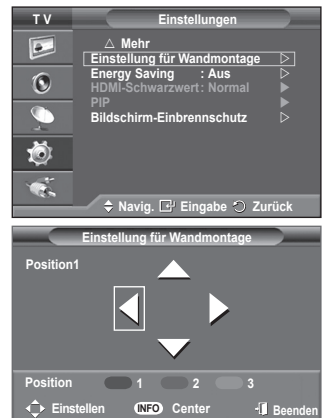 TV Einstellungen
△ Mehr
Einstellung für Wandmontage ▷
Energy Saving : Aus ▷
HDMI-Schwarzwert : Normal ▶
PIP ▶
Bildschirm-Einbrennschutz ▷
Navig. Eingabe Zurück
Einstellung für Wandmontage
Position1
Position 1 2 3
Einstellen INFO Center Beenden